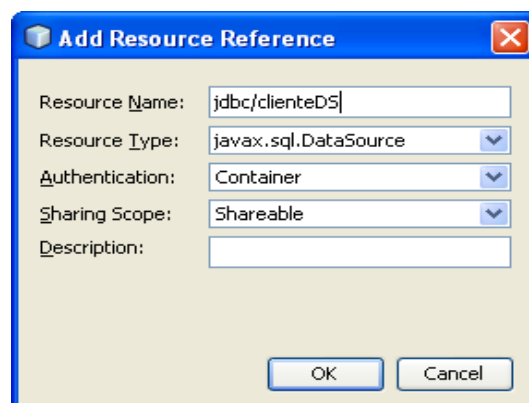 Add Resource Reference
Resource Name: jdbc/clienteDS
Resource Type: javax.sql.DataSource
Authentication: Container
Sharing Scope: Shareable
Description:
OK Cancel